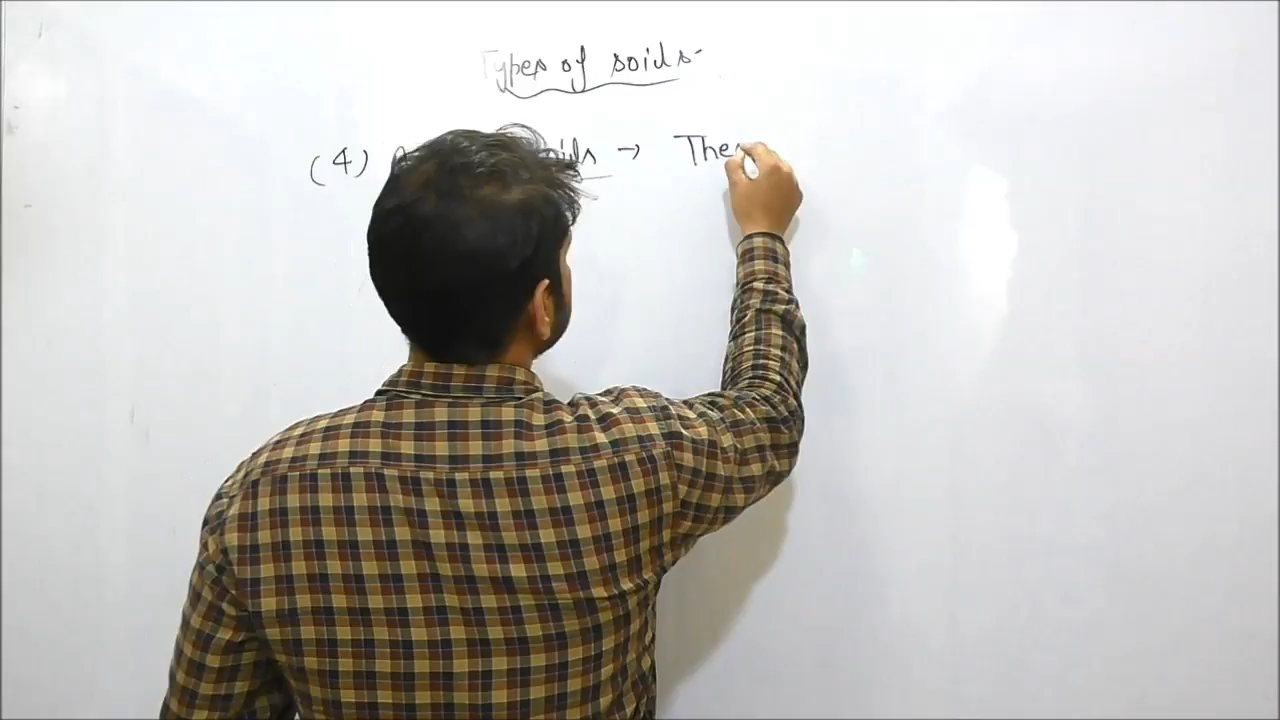 Types of soils-
(4) → The